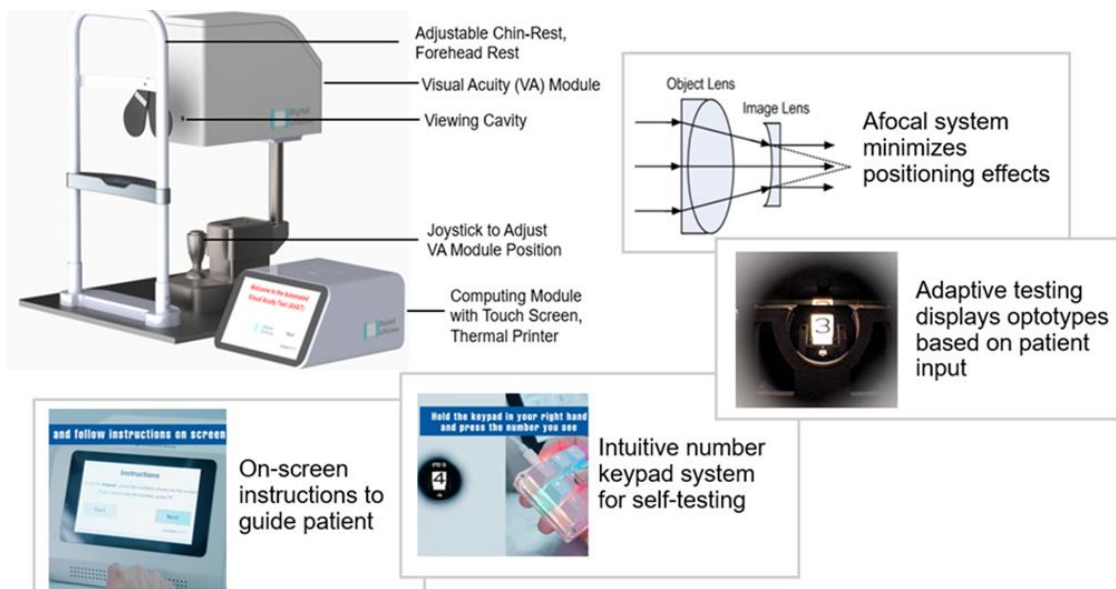 Adjustable Chin-Rest,
Forehead Rest
Visual Acuity (VA) Module
Viewing Cavity
Joystick to Adjust
VA Module Position
Computing Module
with Touch Screen,
Thermal Printer
Digital
Welcome to the Automated
Visual Acuity Test (AVAT)
Digital
Object Lens
Image Lens
Afocal system
minimizes
positioning effects
3
Adaptive testing
displays optotypes
based on patient
input
and follow instructions on screen
Instructions
On-screen
instructions to
guide patient
Hold the keypad in your right hand
and press the number you see
4
Intuitive number
keypad system
for self-testing